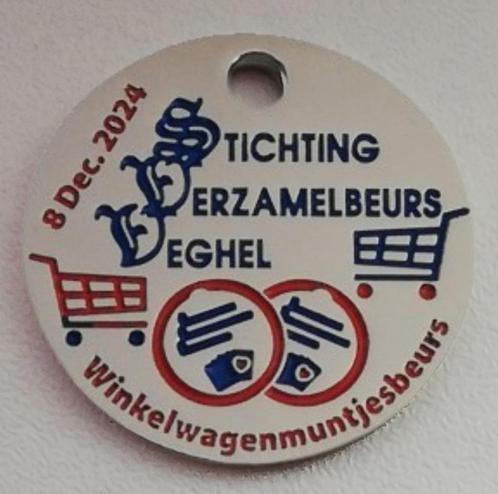 8 Dec. 2024
Stichting
Verzamelbeurs
Veghel
Winkelwagenmuntjesbeurs